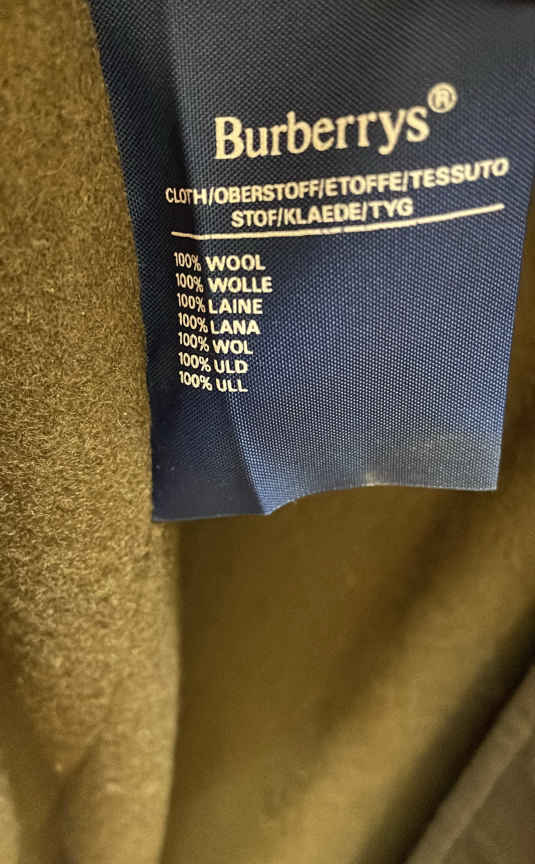 Burberrys®
CLOTH/OBERSTOFF/ETOFFE/TESSUTO
STOF/KLAEDE/TYG
100% WOOL
100% WOLLE
100% LAINE
100% LANA
100% WOL
100% ULD
100% ULL